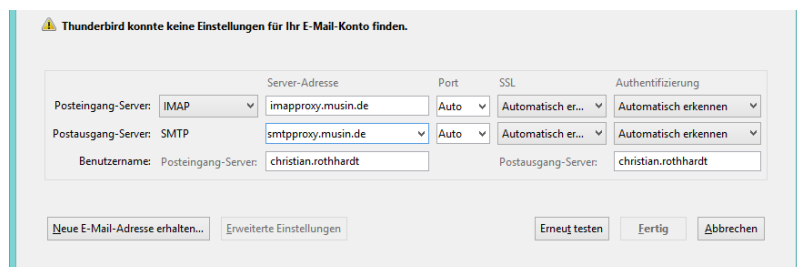 Thunderbird konnte keine Einstellungen für Ihr E-Mail-Konto finden.
Server-Adresse Port SSL Authentifizierung
Posteingang-Server: IMAP imapproxy.musin.de Auto Automatisch er... Automatisch erkennen
Postausgang-Server: SMTP smtpproxy.musin.de Auto Automatisch er... Automatisch erkennen
Benutzername: Posteingang-Server: christian.rothhardt Postausgang-Server: christian.rothhardt
Neue E-Mail-Adresse erhalten... Erweiterte Einstellungen Erneut testen Fertig Abbrechen